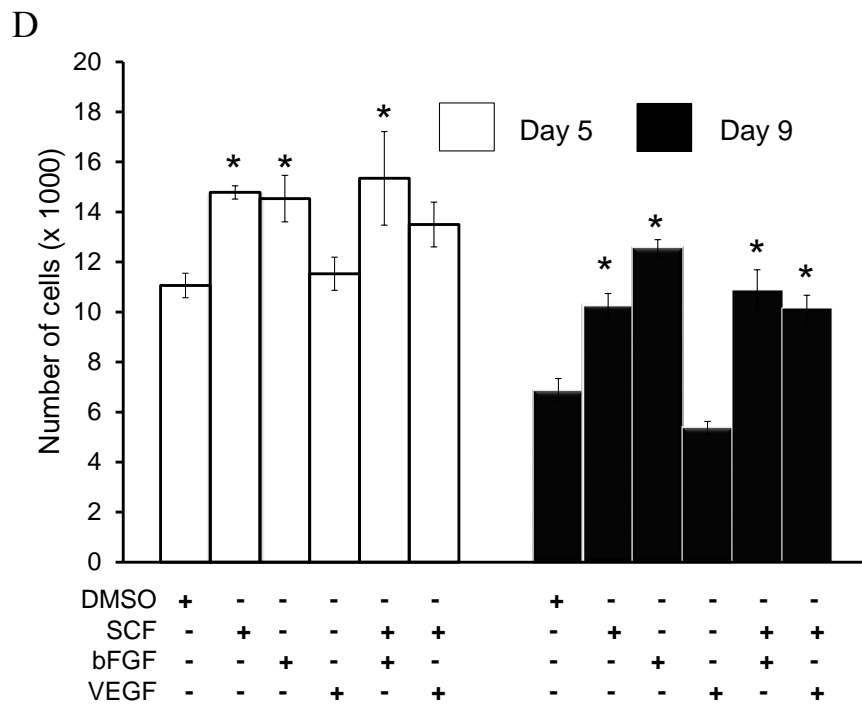 D
Number of cells (x 1000)
20
18
16
14
12
10
8
6
4
2
0
Day 5 Day 9
* * * * * * *
DMSO + - - - - - + - - - - -
SCF - + - - + + - + - - + +
bFGF - - + - + - - - + - + -
VEGF - - - + - + - - - + - +